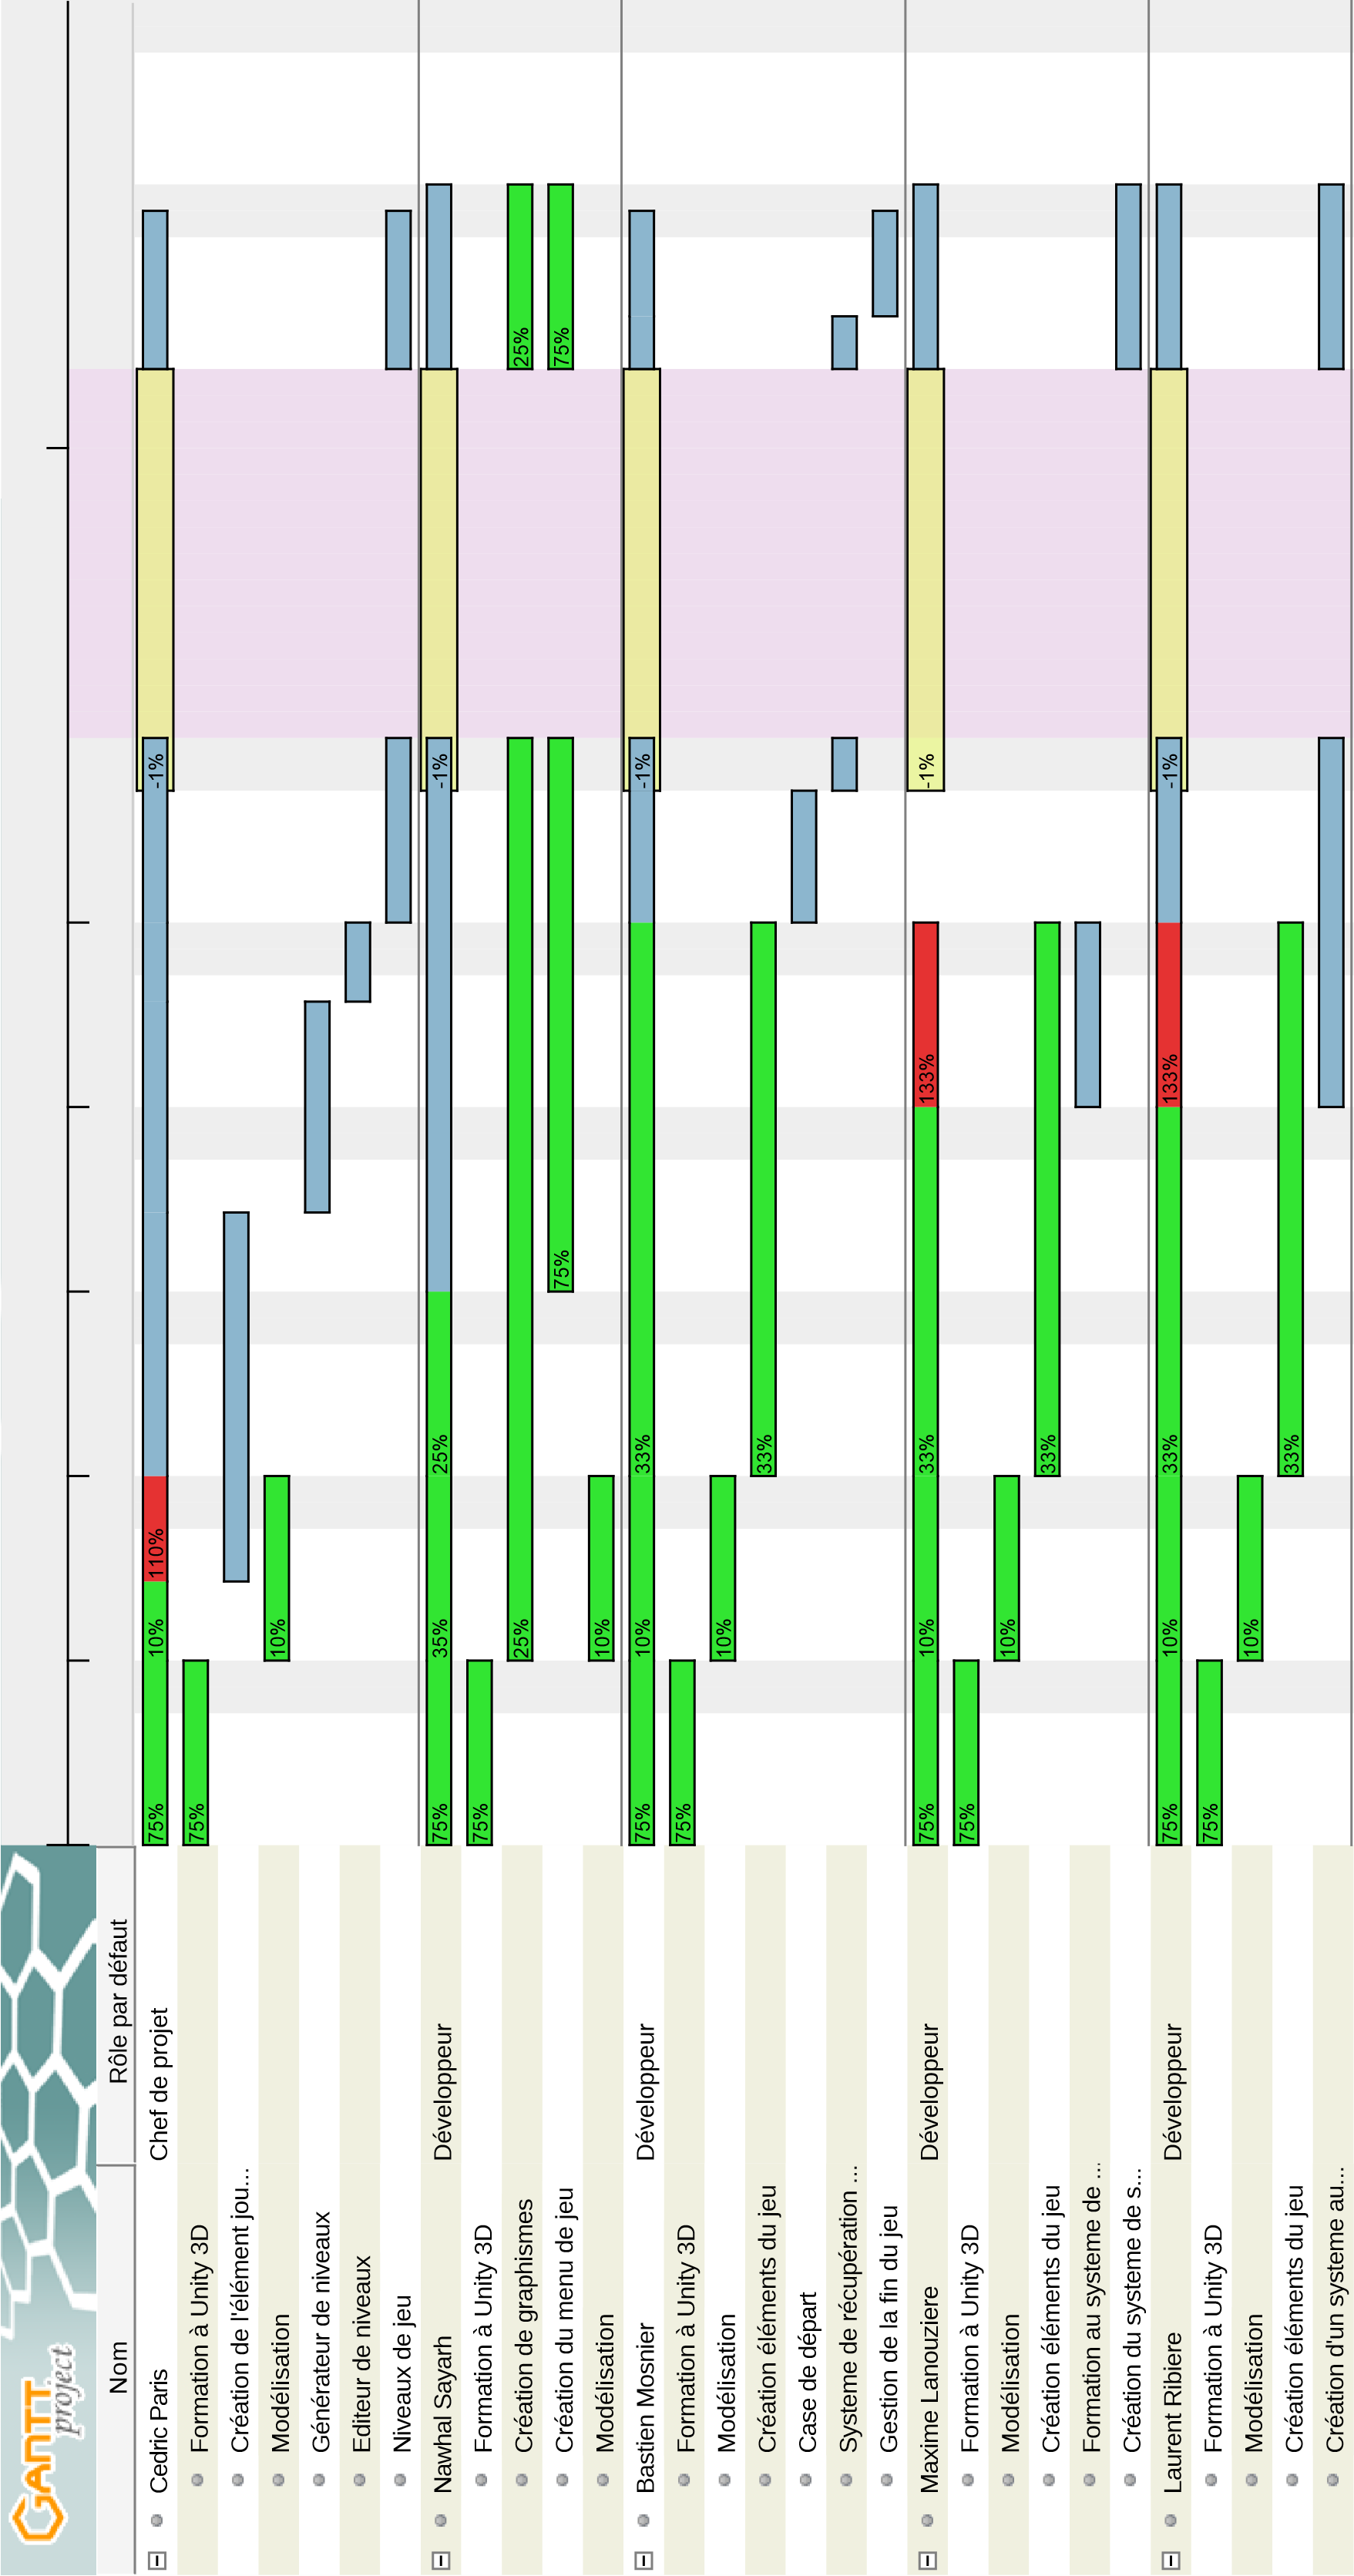 GANTT
project
Nom Rôle par défaut
Cedric Paris Chef de projet 75% 10% 110% -1%
Formation à Unity 3D 75%
Création de l'élément jou...
Modélisation 10%
Générateur de niveaux
Editeur de niveaux
Niveaux de jeu
Nawhal Sayarh Développeur 75% 35% 25% -1%
Formation à Unity 3D 75%
Création de graphismes 25% 25%
Création du menu de jeu 75% 75%
Modélisation 10%
Bastien Mosnier Développeur 75% 10% 33% -1%
Formation à Unity 3D 75%
Modélisation 10%
Création éléments du jeu 33%
Case de départ
Systeme de récupération ...
Gestion de la fin du jeu
Maxime Lanouziere Développeur 75% 10% 33% 133% -1%
Formation à Unity 3D 75%
Modélisation 10%
Création éléments du jeu 33%
Formation au systeme de ...
Création du systeme de s...
Laurent Ribiere Développeur 75% 10% 33% 133% -1%
Formation à Unity 3D 75%
Modélisation 10%
Création éléments du jeu 33%
Création d'un systeme au...